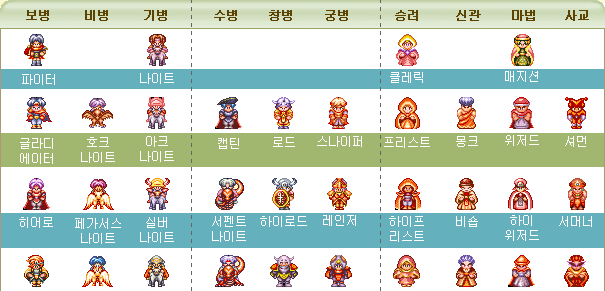 보병 비병 기병 수병 창병 궁병 승려 신관 마법 사교
파이터 나이트 클레릭 매지션
글라디에이터 호크나이트 아크나이트 캡틴 로드 스나이퍼 프리스트 몽크 위저드 셔먼
히어로 페가서스나이트 실버나이트 서펜트나이트 하이로드 레인저 하이프리스트 비숍 하이위저드 서머너